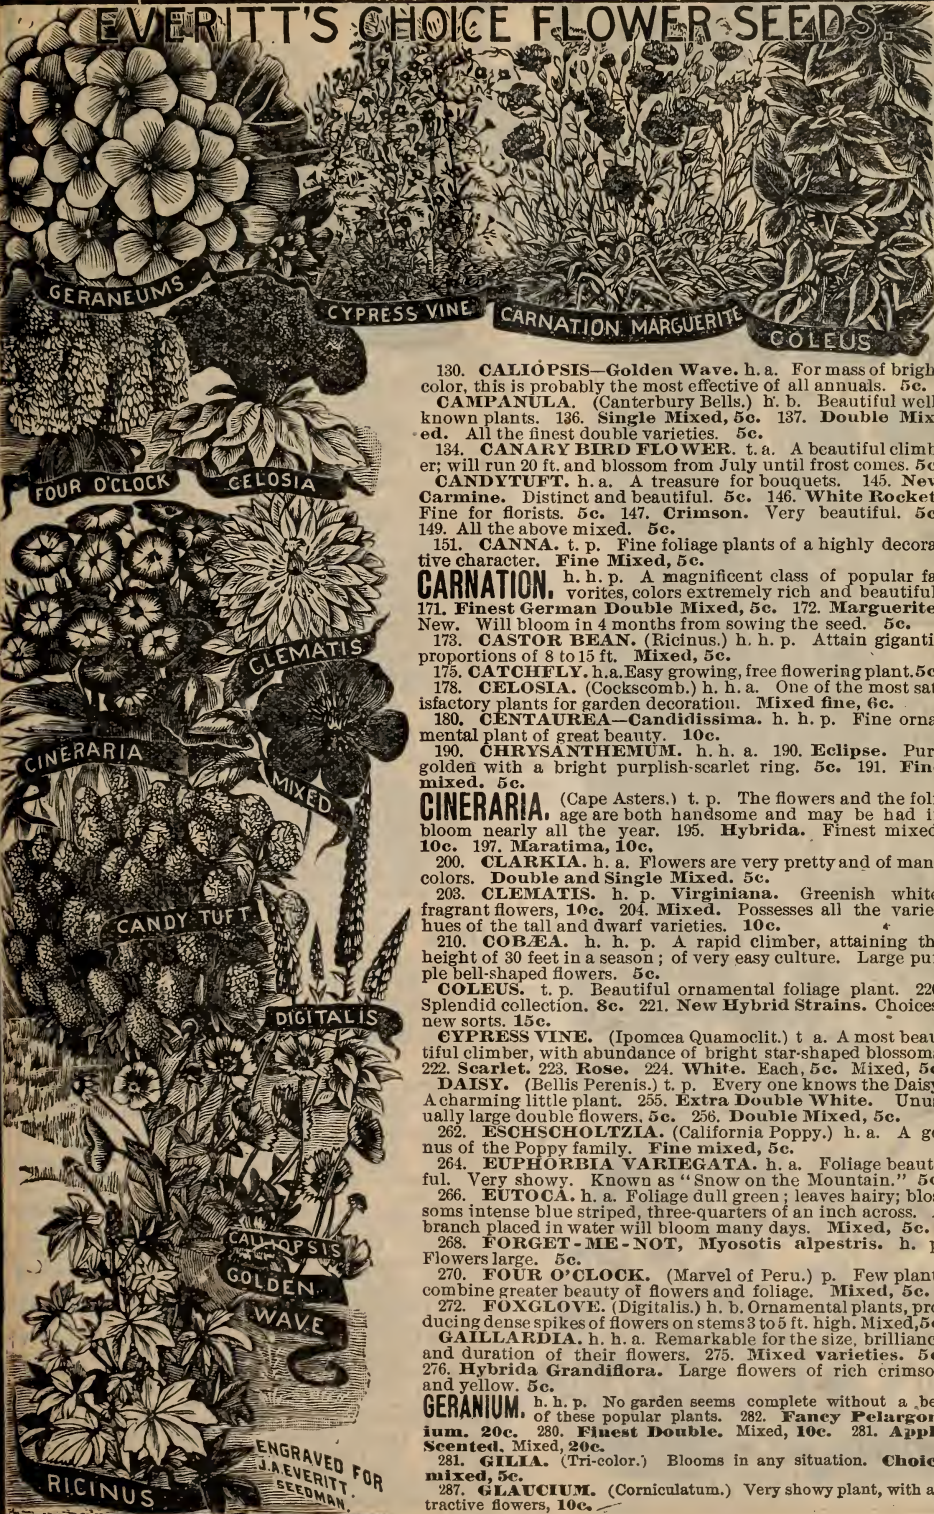 EVERITT'S CHOICE FLOWER SEEDS.
GERANEUMS
CYPRESS VINE
CARNATION MARGUERITE
COLEUS
FOUR O'CLOCK
CELOSIA
CLEMATIS
CINERARIA
MIXED
CANDY TUFT
DIGITALIS
CALLIOPSIS
GOLDEN
WAVE
RICINUS
ENGRAVED FOR
J.A. EVERITT.
SEEDMAN.
130. CALIOPSIS—Golden Wave. h. a. For mass of brigh
color, this is probably the most effective of all annuals. 5c.
CAMPANULA. (Canterbury Bells.) h. b. Beautiful well
known plants. 136. Single Mixed, 5c. 137. Double Mix
ed. All the finest double varieties. 5c.
134. CANARY BIRD FLOWER. t. a. A beautiful climb
er; will run 20 ft. and blossom from July until frost comes. 5c
CANDYTUFT. h. a. A treasure for bouquets. 145. New
Carmine. Distinct and beautiful. 5c. 146. White Rocket
Fine for florists. 5c. 147. Crimson. Very beautiful. 5c
149. All the above mixed. 5c.
151. CANNA. t. p. Fine foliage plants of a highly decora
tive character. Fine Mixed, 5c.
CARNATION. h. h. p. A magnificent class of popular fa
vorites, colors extremely rich and beautiful
171. Finest German Double Mixed, 5c. 172. Marguerite
New. Will bloom in 4 months from sowing the seed. 5c.
173. CASTOR BEAN. (Ricinus.) h. h. p. Attain giganti
proportions of 8 to 15 ft. Mixed, 5c.
175. CATCHFLY. h. a. Easy growing, free flowering plant. 5c
178. CELOSIA. (Cockscomb.) h. h. a. One of the most sat
isfactory plants for garden decoration. Mixed fine, 6c.
180. CENTAUREA—Candidissima. h. h. p. Fine orna
mental plant of great beauty. 10c.
190. CHRYSANTHEMUM. h. h. a. 190. Eclipse. Pur
golden with a bright purplish-scarlet ring. 5c. 191. Fin
mixed. 5c.
CINERARIA. (Cape Asters.) t. p. The flowers and the foli
age are both handsome and may be had i
bloom nearly all the year. 195. Hybrida. Finest mixed
10c. 197. Maratima, 10c.
200. CLARKIA. h. a. Flowers are very pretty and of man
colors. Double and Single Mixed. 5c.
203. CLEMATIS. h. p. Virginiana. Greenish white
fragrant flowers, 10c. 204. Mixed. Possesses all the varie
hues of the tall and dwarf varieties. 10c.
210. COBÆA. h. h. p. A rapid climber, attaining th
height of 30 feet in a season; of very easy culture. Large pur
ple bell-shaped flowers. 5c.
COLEUS. t. p. Beautiful ornamental foliage plant. 220
Splendid collection. 8c. 221. New Hybrid Strains. Choices
new sorts. 15c.
CYPRESS VINE. (Ipomœa Quamoclit.) t a. A most beau
tiful climber, with abundance of bright star-shaped blossom
222. Scarlet. 223. Rose. 224. White. Each, 5c. Mixed, 5c
DAISY. (Bellis Perenis.) t. p. Every one knows the Daisy
A charming little plant. 255. Extra Double White. Unus
ually large double flowers. 5c. 256. Double Mixed, 5c.
262. ESCHSCHOLTZIA. (California Poppy.) h. a. A ge
nus of the Poppy family. Fine mixed, 5c.
264. EUPHORBIA VARIEGATA. h. a. Foliage beauti
ful. Very showy. Known as "Snow on the Mountain." 5c
266. EUTOCA. h. a. Foliage dull green; leaves hairy; blos
soms intense blue striped, three-quarters of an inch across.
branch placed in water will bloom many days. Mixed, 5c.
268. FORGET-ME-NOT, Myosotis alpestris. h. p
Flowers large. 5c.
270. FOUR O'CLOCK. (Marvel of Peru.) p. Few plant
combine greater beauty of flowers and foliage. Mixed, 5c.
272. FOXGLOVE. (Digitalis.) h. b. Ornamental plants, pro
ducing dense spikes of flowers on stems 3 to 5 ft. high. Mixed, 5c
GAILLARDIA. h. h. a. Remarkable for the size, brillianc
and duration of their flowers. 275. Mixed varieties. 5c
276. Hybrida Grandiflora. Large flowers of rich crimso
and yellow. 5c.
GERANIUM. h. h. p. No garden seems complete without a be
of these popular plants. 282. Fancy Pelargon
ium. 20c. 280. Finest Double. Mixed, 10c. 281. Appl
Scented. Mixed, 20c.
281. GILIA. (Tri-color.) Blooms in any situation. Choic
mixed, 5c.
287. GLAUCIUM. (Corniculatum.) Very showy plant, with a
tractive flowers, 10c.